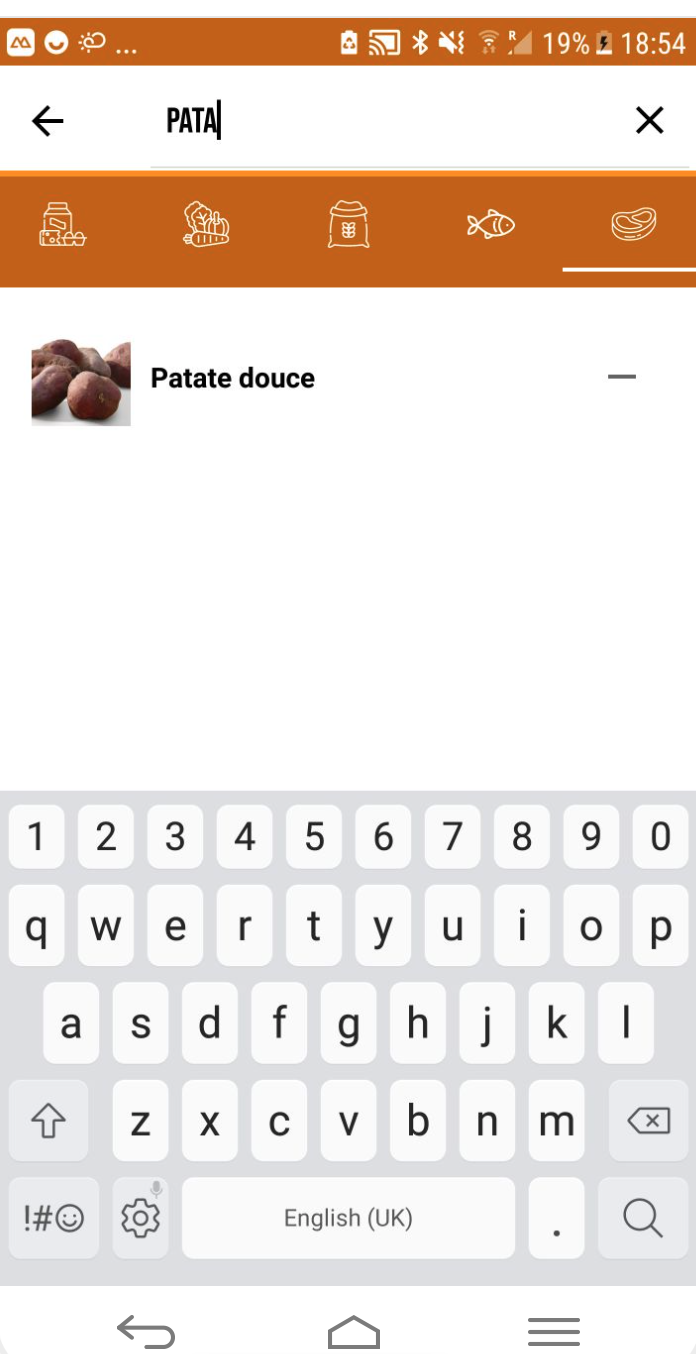 ... R 19% 18:54
PATA
Patate douce
1 2 3 4 5 6 7 8 9 0
q w e r t y u i o p
a s d f g h j k l
z x c v b n m
!#☺ English (UK) .